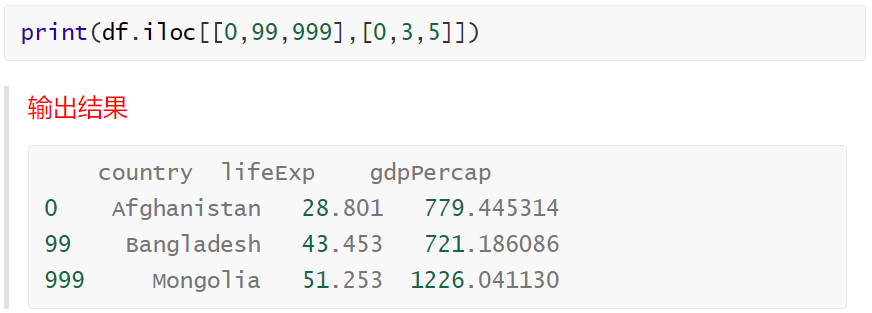 print(df.iloc[[0,99,999],[0,3,5]])
输出结果
country lifeExp gdpPercap
0 Afghanistan 28.801 779.445314
99 Bangladesh 43.453 721.186086
999 Mongolia 51.253 1226.041130